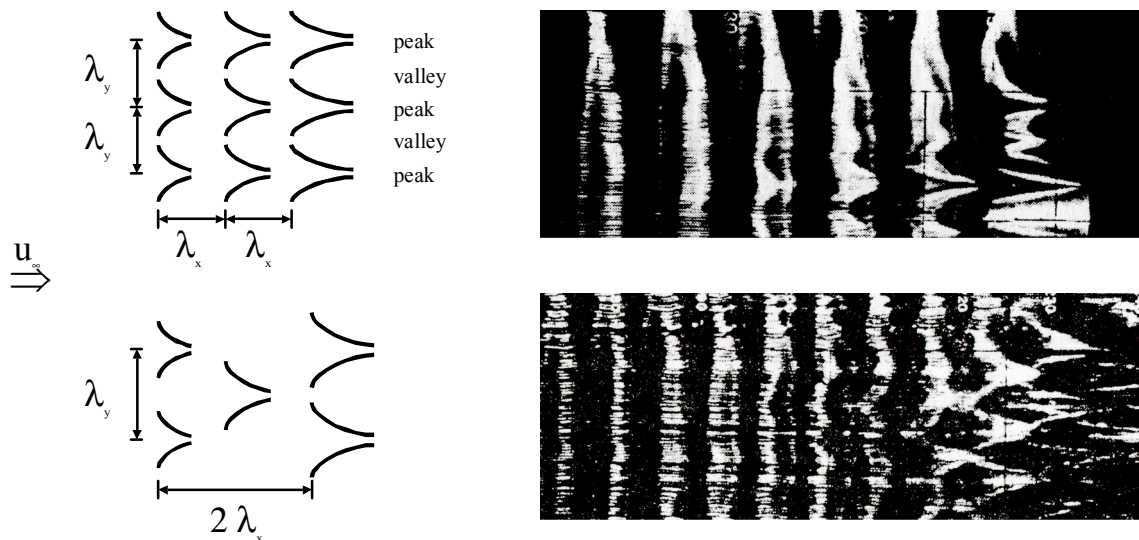 peak
λy
valley
peak
λy
valley
peak
λx λx
u∞
λy
2 λx